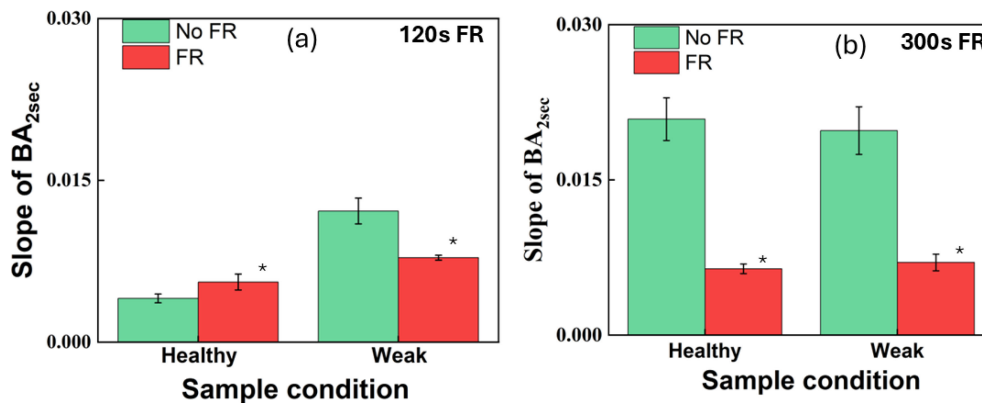 0.030
No FR
FR
(a)
120s FR
0.015
0.000
Slope of BA2sec
Healthy
Weak
Sample condition
*
*
0.030
No FR
FR
(b)
300s FR
0.015
0.000
Slope of BA2sec
Healthy
Weak
Sample condition
*
*